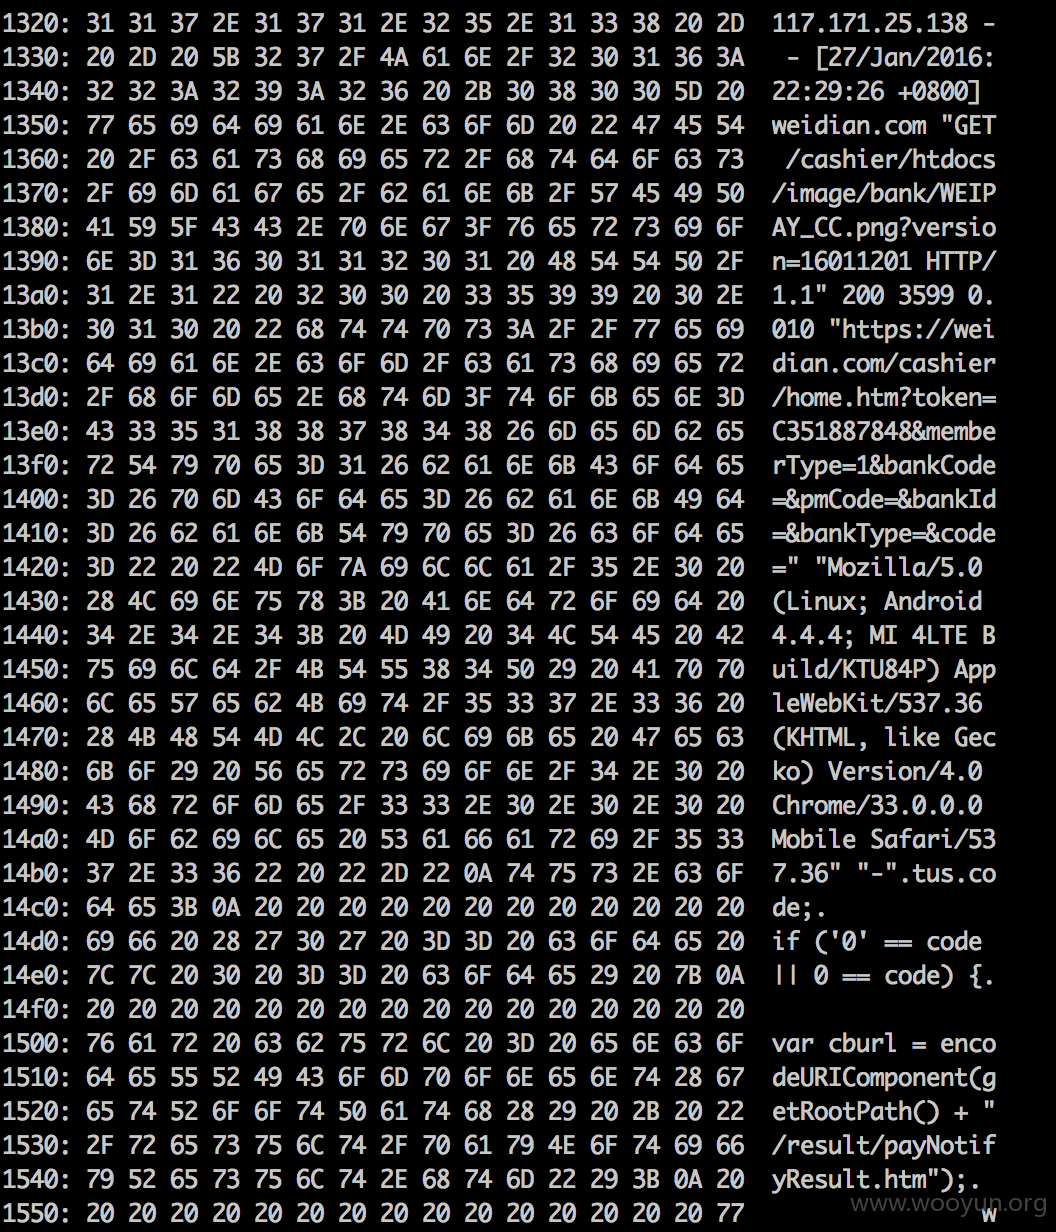 1320: 31 31 37 2E 31 37 31 2E 32 35 2E 31 33 38 20 2D 117.171.25.138 -
1330: 20 2D 20 5B 32 37 2F 4A 61 6E 2F 32 30 31 36 3A - [27/Jan/2016:
1340: 32 32 3A 32 39 3A 32 36 20 2B 30 38 30 30 5D 20 22:29:26 +0800]
1350: 77 65 69 64 69 61 6E 2E 63 6F 6D 20 22 47 45 54 weidian.com "GET
1360: 20 2F 63 61 73 68 69 65 72 2F 68 74 64 6F 63 73 /cashier/htdocs
1370: 2F 69 6D 61 67 65 2F 62 61 6E 6B 2F 57 45 49 50 /image/bank/WEIP
1380: 41 59 5F 43 43 2E 70 6E 67 3F 76 65 72 73 69 6F AY_CC.png?versio
1390: 6E 3D 31 36 30 31 31 32 30 31 20 48 54 54 50 2F n=16011201 HTTP/
13a0: 31 2E 31 22 20 32 30 30 20 33 35 39 39 20 30 2E 1.1" 200 3599 0.
13b0: 30 31 30 20 22 68 74 74 70 73 3A 2F 2F 77 65 69 010 "https://wei
13c0: 64 69 61 6E 2E 63 6F 6D 2F 63 61 73 68 69 65 72 dian.com/cashier
13d0: 2F 68 6F 6D 65 2E 68 74 6D 3F 74 6F 6B 65 6E 3D /home.htm?token=
13e0: 43 33 35 31 38 38 37 38 34 38 26 6D 65 6D 62 65 C351887848&membe
13f0: 72 54 79 70 65 3D 31 26 62 61 6E 6B 43 6F 64 65 rType=1&bankCode
1400: 3D 26 70 6D 43 6F 64 65 3D 26 62 61 6E 6B 49 64 =&pmCode=&bankId
1410: 3D 26 62 61 6E 6B 54 79 70 65 3D 26 63 6F 64 65 =&bankType=&code
1420: 3D 22 20 22 4D 6F 7A 69 6C 6C 61 2F 35 2E 30 20 =" "Mozilla/5.0
1430: 28 4C 69 6E 75 78 3B 20 41 6E 64 72 6F 69 64 20 (Linux; Android
1440: 34 2E 34 2E 34 3B 20 4D 49 20 34 4C 54 45 20 42 4.4.4; MI 4LTE B
1450: 75 69 6C 64 2F 4B 54 55 38 34 50 29 20 41 70 70 uild/KTU84P) App
1460: 6C 65 57 65 62 4B 69 74 2F 35 33 37 2E 33 36 20 leWebKit/537.36
1470: 28 4B 48 54 4D 4C 2C 20 6C 69 6B 65 20 47 65 63 (KHTML, like Gec
1480: 6B 6F 29 20 56 65 72 73 69 6F 6E 2F 34 2E 30 20 ko) Version/4.0
1490: 43 68 72 6F 6D 65 2F 33 33 2E 30 2E 30 2E 30 20 Chrome/33.0.0.0
14a0: 4D 6F 62 69 6C 65 20 53 61 66 61 72 69 2F 35 33 Mobile Safari/53
14b0: 37 2E 33 36 22 20 22 2D 22 0A 74 75 73 2E 63 6F 7.36" "-".tus.co
14c0: 64 65 3B 0A 20 20 20 20 20 20 20 20 20 20 20 20 de;.
14d0: 69 66 20 28 27 30 27 20 3D 3D 20 63 6F 64 65 20 if ('0' == code
14e0: 7C 7C 20 30 20 3D 3D 20 63 6F 64 65 29 20 7B 0A || 0 == code) {.
14f0: 20 20 20 20 20 20 20 20 20 20 20 20 20 20 20 20
1500: 76 61 72 20 63 62 75 72 6C 20 3D 20 65 6E 63 6F var cburl = enco
1510: 64 65 55 52 49 43 6F 6D 70 6F 6E 65 6E 74 28 67 deURIComponent(g
1520: 65 74 52 6F 6F 74 50 61 74 68 28 29 20 2B 20 22 etRootPath() + "
1530: 2F 72 65 73 75 6C 74 2F 70 61 79 4E 6F 74 69 66 /result/payNotif
1540: 79 52 65 73 75 6C 74 2E 68 74 6D 22 29 3B 0A 20 yResult.htm");.
www.wooyun.org
1550: 20 20 20 20 20 20 20 20 20 20 20 20 20 20 20 77 w